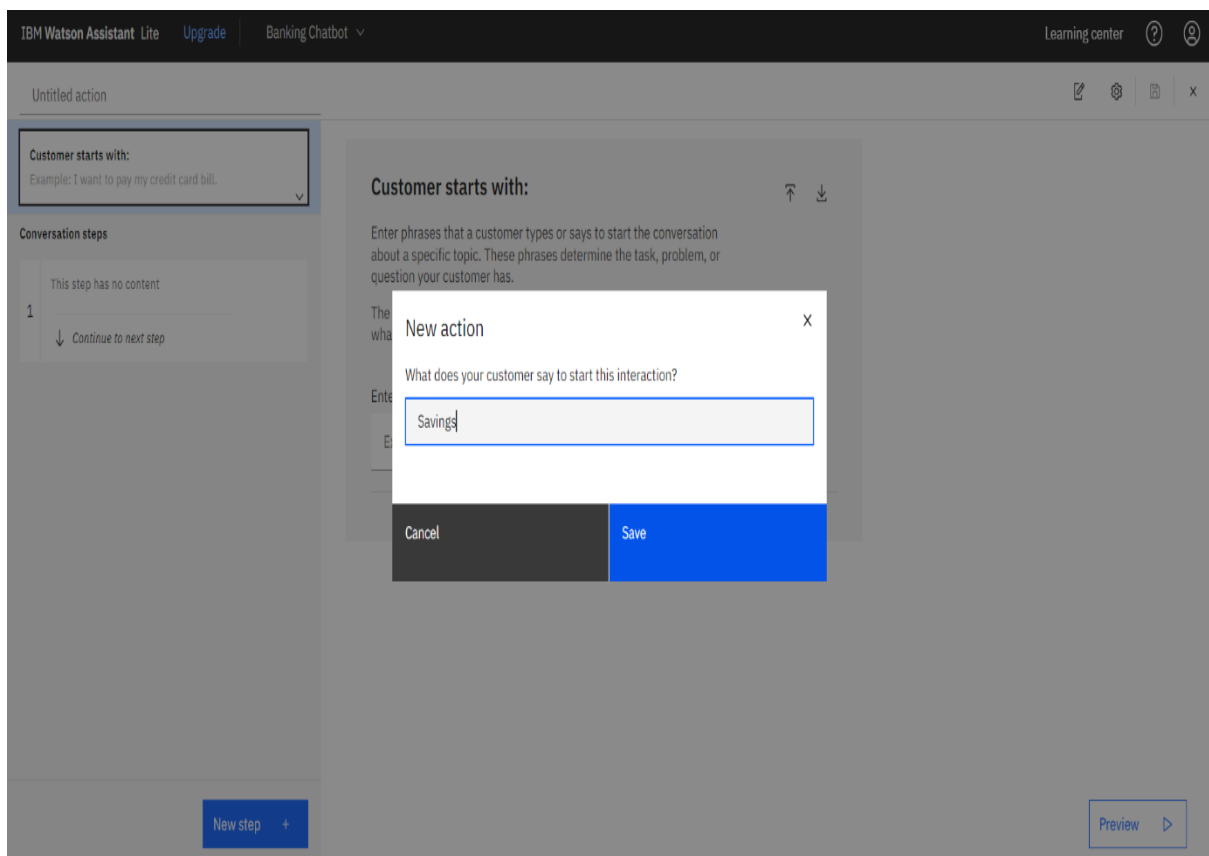 IBM Watson Assistant Lite Upgrade Banking Chatbot Learning center
Untitled action
Customer starts with:
Example: I want to pay my credit card bill.
Conversation steps
1
This step has no content
Continue to next step
New step +
Customer starts with:
Enter phrases that a customer types or says to start the conversation
about a specific topic. These phrases determine the task, problem, or
question your customer has.
The
New action
What does your customer say to start this interaction?
Savings
Cancel
Save
Preview